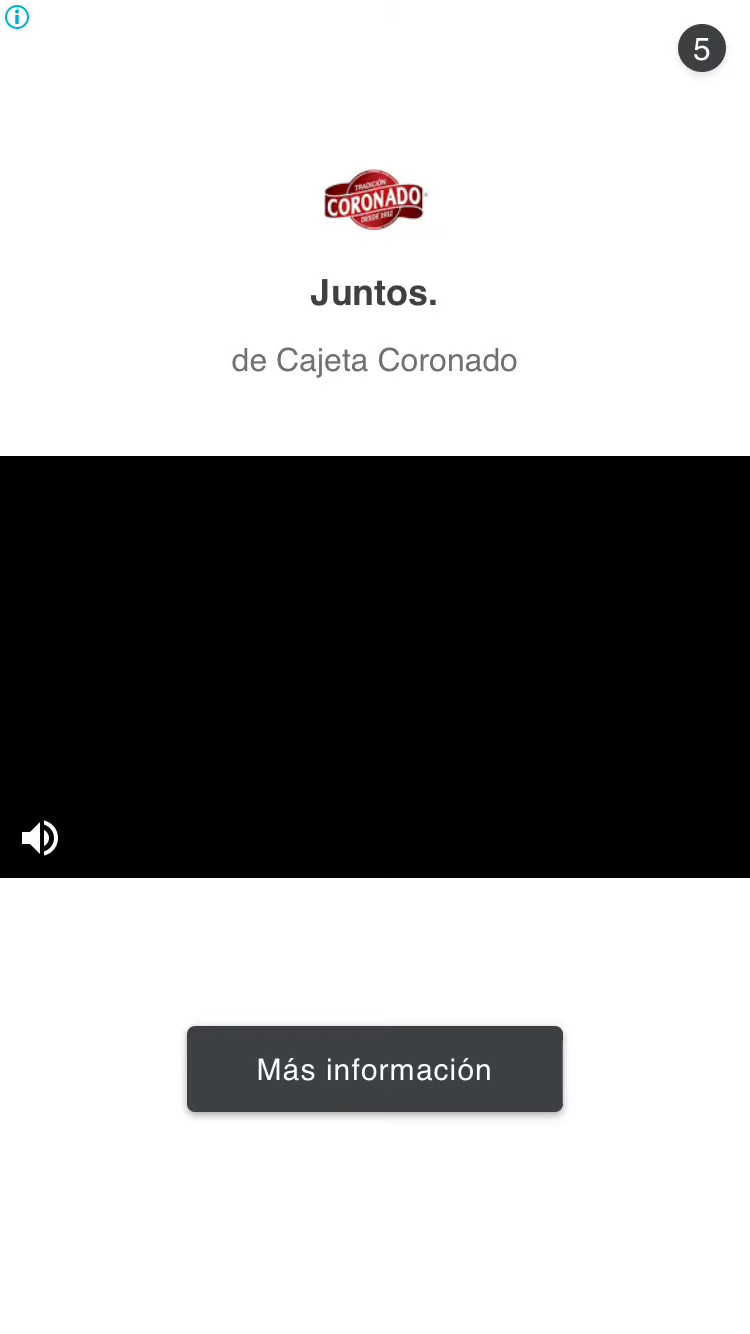 5
TRADICIÓN
CORONADO
DESDE 1932
Juntos.
de Cajeta Coronado
Más información